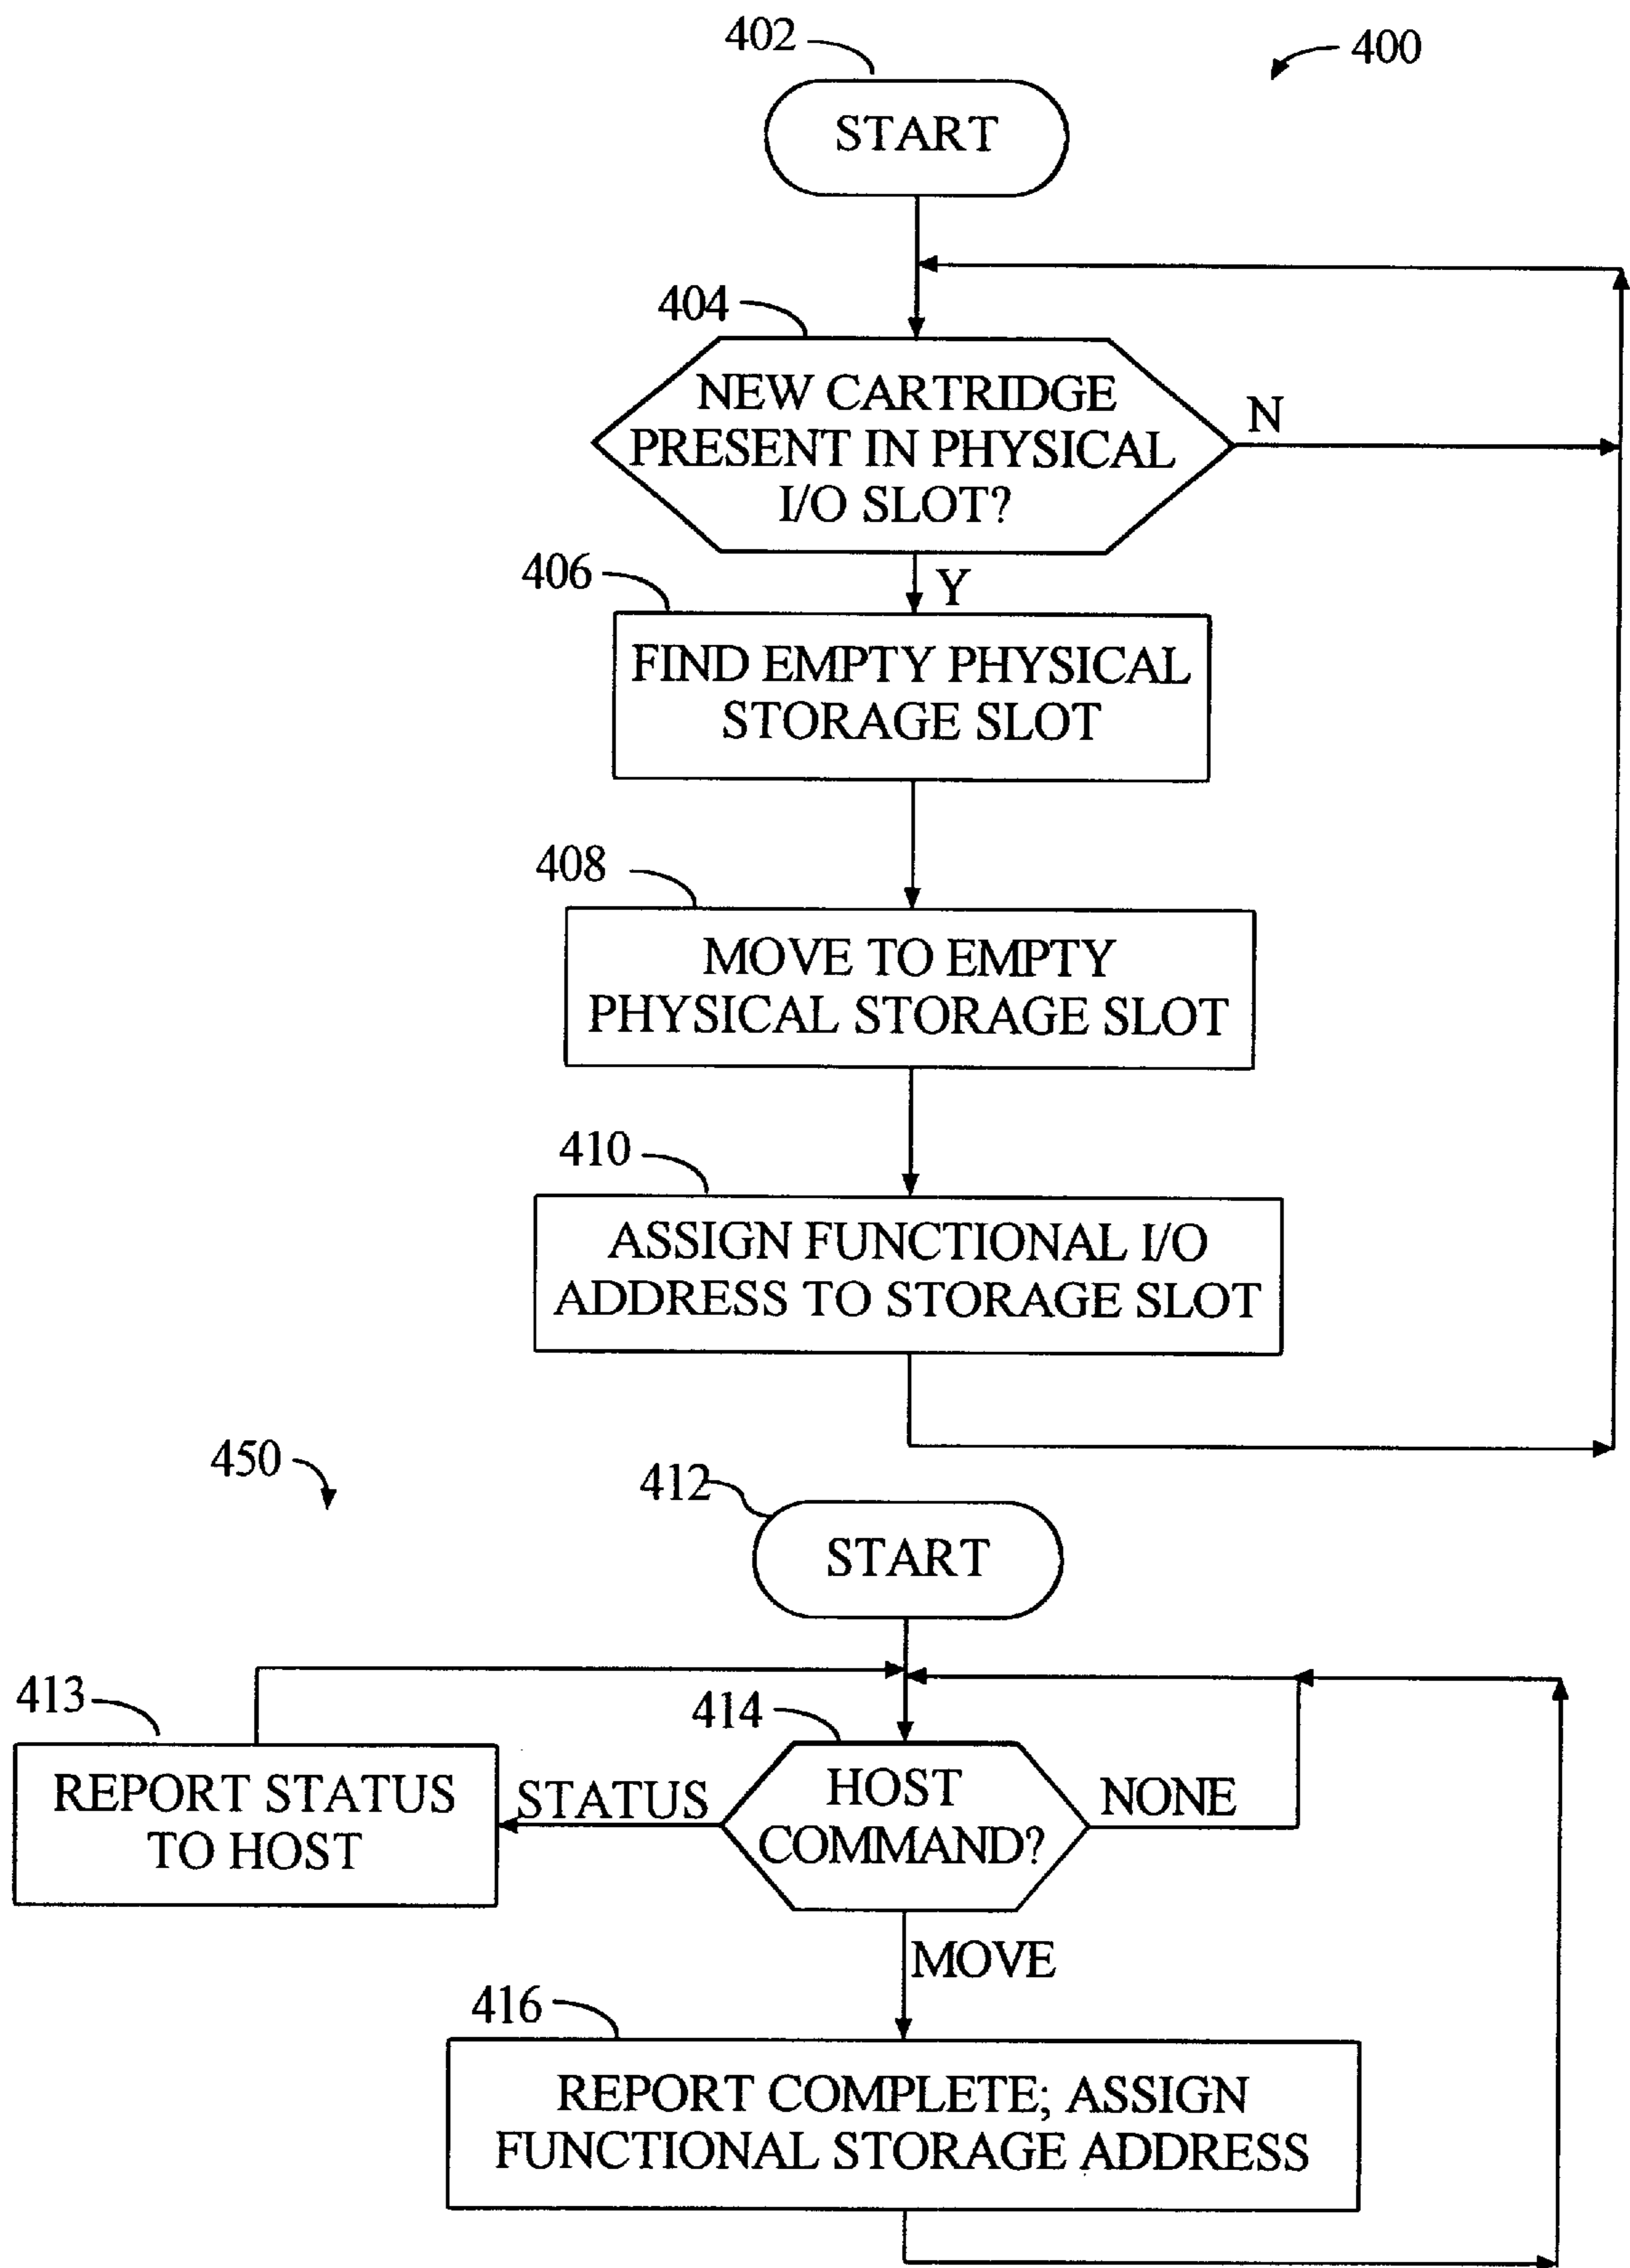 402
400
START
404
NEW CARTRIDGE
PRESENT IN PHYSICAL
I/O SLOT?
N
Y
406
FIND EMPTY PHYSICAL
STORAGE SLOT
408
MOVE TO EMPTY
PHYSICAL STORAGE SLOT
410
ASSIGN FUNCTIONAL I/O
ADDRESS TO STORAGE SLOT
450
412
START
413
414
REPORT STATUS
TO HOST
STATUS
HOST
COMMAND?
NONE
MOVE
416
REPORT COMPLETE; ASSIGN
FUNCTIONAL STORAGE ADDRESS